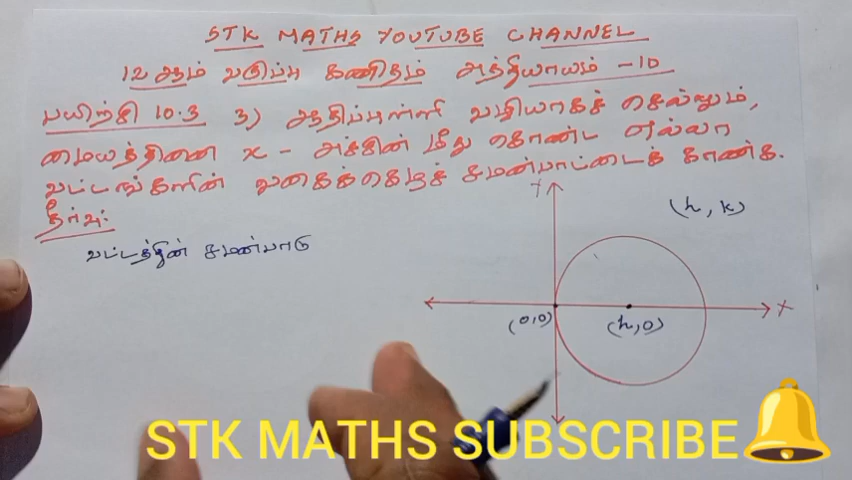 STK MATHS YOUTUBE CHANNEL
12 ஆம் வகுப்பு கணிதம் அத்தியாயம் - 10
பயிற்சி 10.3 3) ஆதிப்புள்ளி வழியாகச் செல்லும்,
மையத்தினை x - அச்சின் மீது கொண்ட எல்லா
வட்டங்களின் வகைக்கெழுச் சமன்பாட்டைக் காண்க.
தீர்வு:
வட்டத்தின் சமன்பாடு
Y
(h, k)
X
(0,0)
(h,0)
STK MATHS SUBSCRIBE